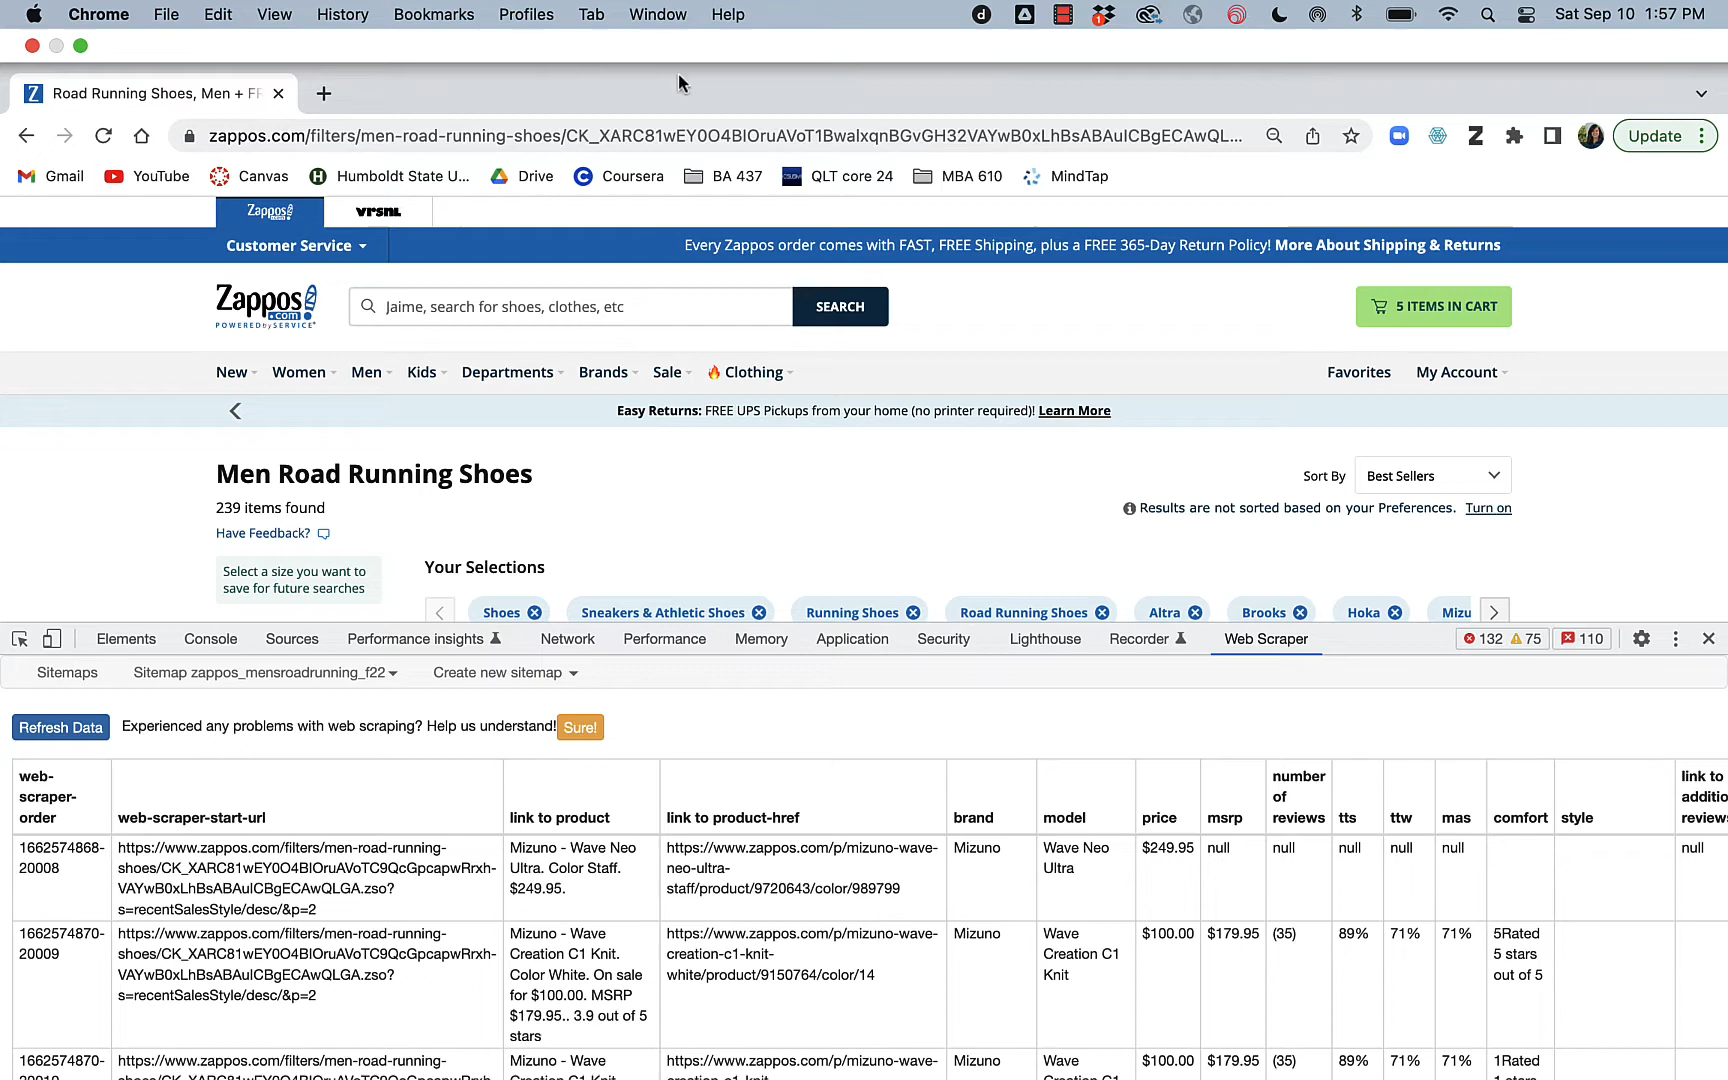 Chrome File Edit View History Bookmarks Profiles Tab Window Help Sat Sep 10 1:57 PM
Road Running Shoes, Men + FR
zappos.com/filters/men-road-running-shoes/CK_XARC81wEY0O4BIOruAVoT1BwaIxqnBGvGH32VAYwB0xLhBsABAuICBgECAwQL... Update
Gmail YouTube Canvas Humboldt State U... Drive Coursera BA 437 QLT core 24 MBA 610 MindTap
Zappos.com vrsnl
Customer Service Every Zappos order comes with FAST, FREE Shipping, plus a FREE 365-Day Return Policy! More About Shipping & Returns
Zappos.com Jaime, search for shoes, clothes, etc SEARCH 5 ITEMS IN CART
POWERED by SERVICE
New Women Men Kids Departments Brands Sale Clothing Favorites My Account
Easy Returns: FREE UPS Pickups from your home (no printer required)! Learn More
Men Road Running Shoes
Sort By Best Sellers
239 items found Results are not sorted based on your Preferences. Turn on
Have Feedback?
Select a size you want to
save for future searches
Your Selections
Shoes Sneakers & Athletic Shoes Running Shoes Road Running Shoes Altra Brooks Hoka Mizu
Elements Console Sources Performance insights Network Performance Memory Application Security Lighthouse Recorder Web Scraper 132 75 110
Sitemaps Sitemap zappos_mensroadrunning_f22 Create new sitemap
Refresh Data Experienced any problems with web scraping? Help us understand! Sure!
web- number link to
scraper- of additio
order web-scraper-start-url link to product link to product-href brand model price msrp reviews tts ttw mas comfort style reviews
1662574868- https://www.zappos.com/filters/men-road-running- Mizuno - Wave Neo https://www.zappos.com/p/mizuno-wave- Mizuno Wave Neo $249.95 null null null null null null
20008 shoes/CK_XARC81wEY0O4BIOruAVoTC9QcGpcapwRrxh- Ultra. Color Staff. neo-ultra- Ultra
VAYwB0xLhBsABAuICBgECAwQLGA.zso? $249.95. staff/product/9720643/color/989799
s=recentSalesStyle/desc/&p=2
1662574870- https://www.zappos.com/filters/men-road-running- Mizuno - Wave https://www.zappos.com/p/mizuno-wave- Mizuno Wave $100.00 $179.95 (35) 89% 71% 71% 5Rated
20009 shoes/CK_XARC81wEY0O4BIOruAVoTC9QcGpcapwRrxh- Creation C1 Knit. creation-c1-knit- Creation C1 5 stars
VAYwB0xLhBsABAuICBgECAwQLGA.zso? Color White. On sale white/product/9150764/color/14 Knit out of 5
s=recentSalesStyle/desc/&p=2 for $100.00. MSRP
$179.95.. 3.9 out of 5
stars
1662574870- https://www.zappos.com/filters/men-road-running- Mizuno - Wave https://www.zappos.com/p/mizuno-wave- Mizuno Wave $100.00 $179.95 (35) 89% 71% 71% 1Rated